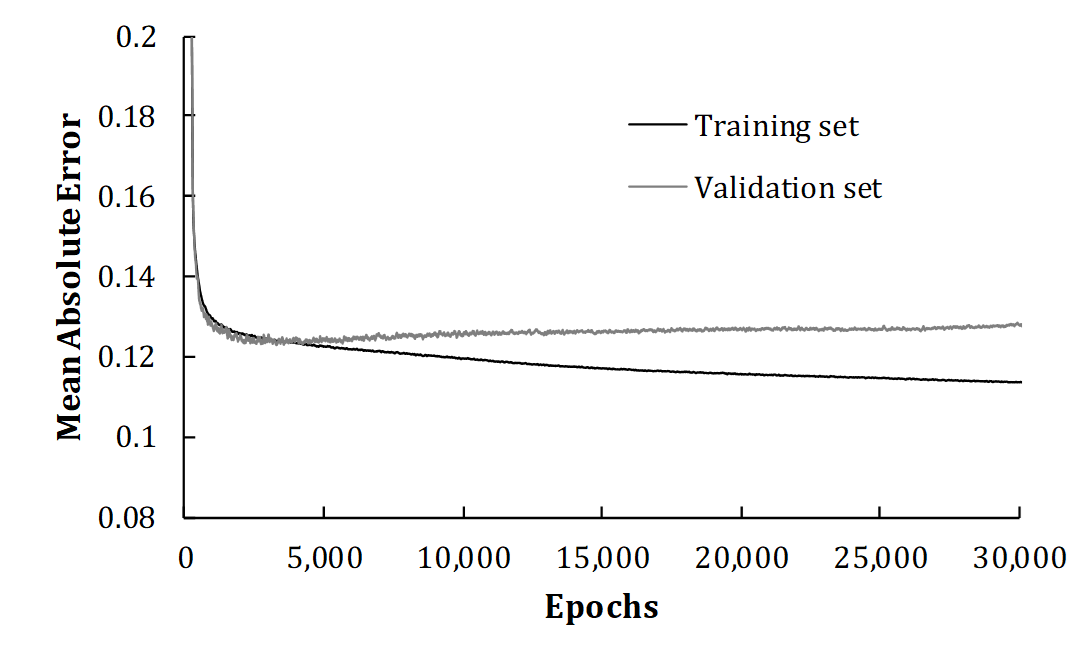 0.2
0.18
0.16
0.14
0.12
0.1
0.08
Mean Absolute Error
Training set
Validation set
0 5,000 10,000 15,000 20,000 25,000 30,000
Epochs